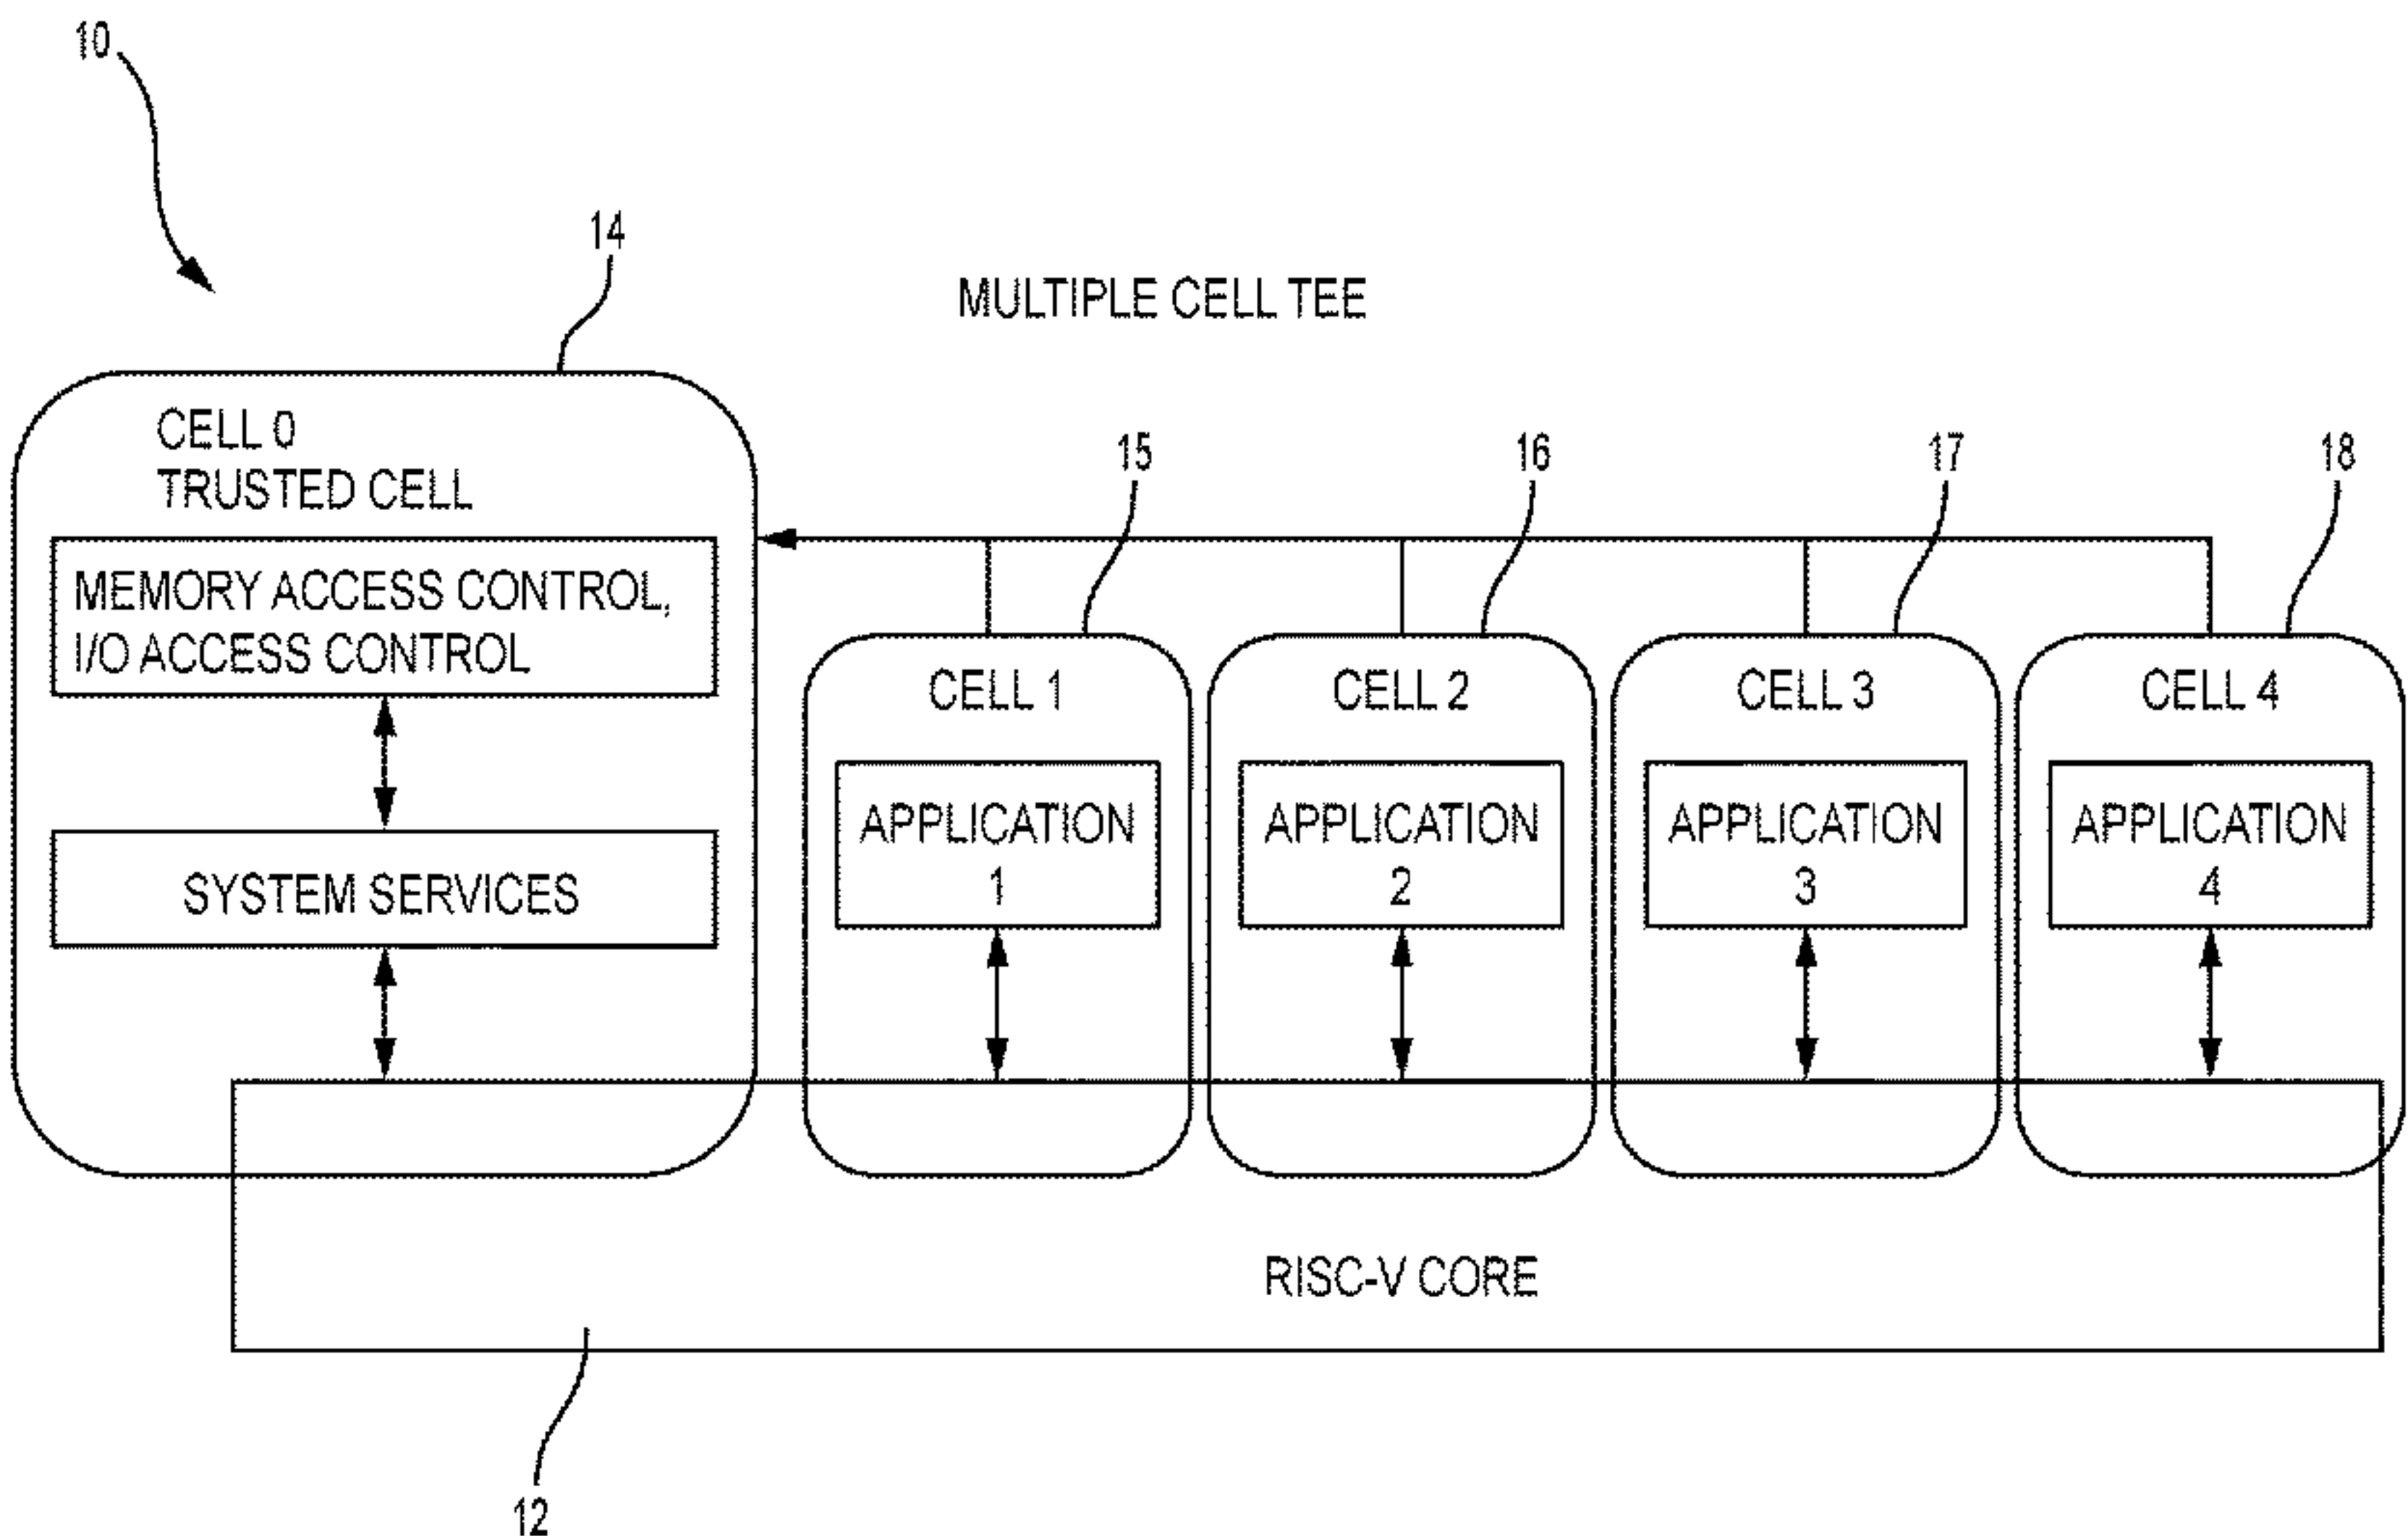 10
14
MULTIPLE CELL TEE
CELL 0
TRUSTED CELL
15
16
17
18
MEMORY ACCESS CONTROL,
I/O ACCESS CONTROL
CELL 1
CELL 2
CELL 3
CELL 4
APPLICATION
1
APPLICATION
2
APPLICATION
3
APPLICATION
4
SYSTEM SERVICES
RISC-V CORE
12